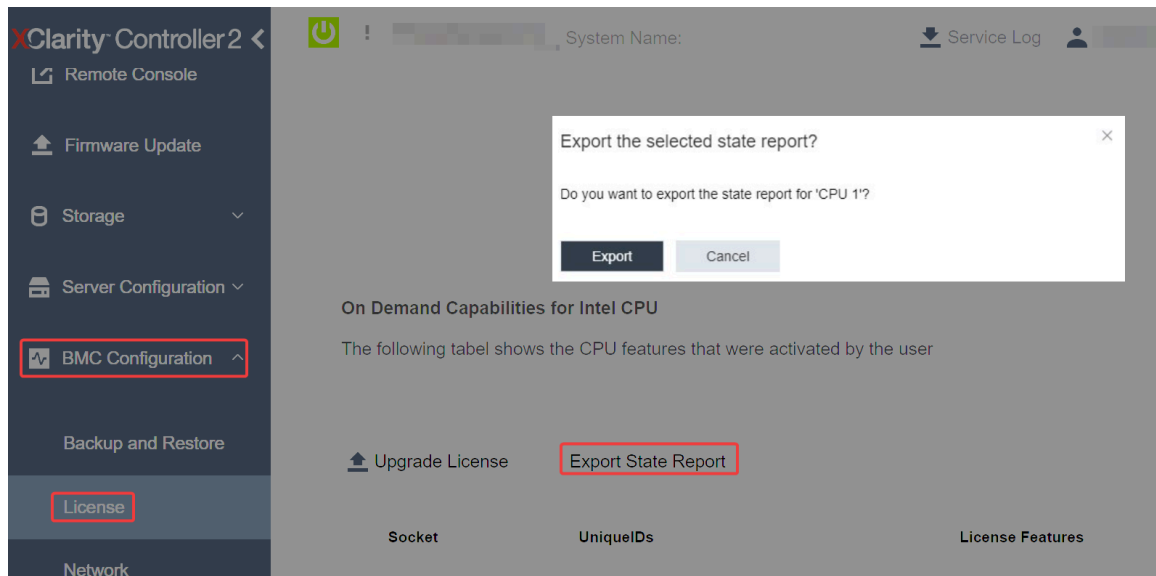 XClarity Controller 2
Remote Console
Firmware Update
Storage
Server Configuration
BMC Configuration
Backup and Restore
License
Network
System Name:
Service Log
Export the selected state report?
Do you want to export the state report for 'CPU 1'?
Export Cancel
On Demand Capabilities for Intel CPU
The following tabel shows the CPU features that were activated by the user
Upgrade License Export State Report
Socket UniqueIDs License Features